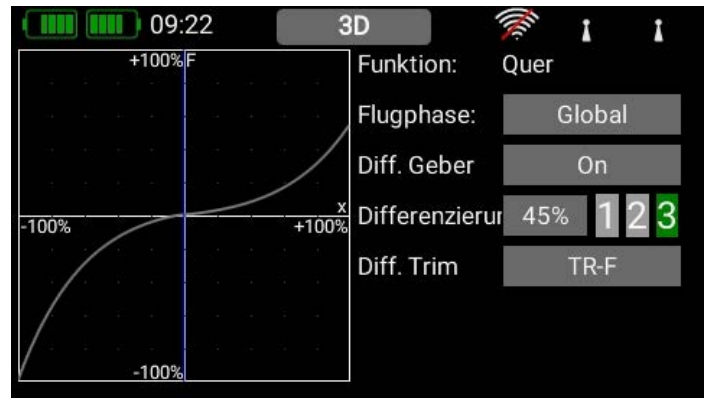 09:22 3D
+100% F
-100%
x
+100%
-100%
Funktion: Quer
Flugphase: Global
Diff. Geber On
Differenzierun 45% 1 2 3
Diff. Trim TR-F